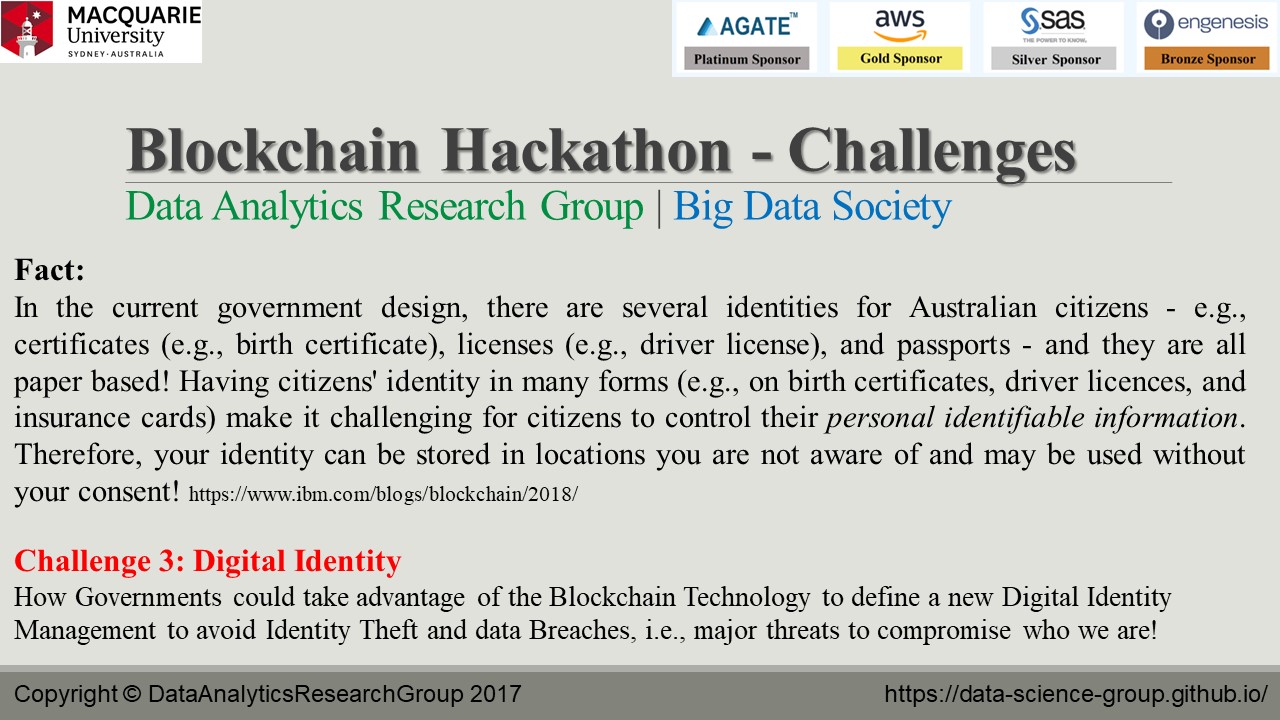 MACQUARIE
University
SYDNEY·AUSTRALIA
AGATE™
Platinum Sponsor
aws
Gold Sponsor
sas
THE POWER TO KNOW.
Silver Sponsor
engenesis
Bronze Sponsor
Blockchain Hackathon - Challenges
Data Analytics Research Group | Big Data Society
Fact:
In the current government design, there are several identities for Australian citizens - e.g.,
certificates (e.g., birth certificate), licenses (e.g., driver license), and passports - and they are all
paper based! Having citizens' identity in many forms (e.g., on birth certificates, driver licences, and
insurance cards) make it challenging for citizens to control their personal identifiable information.
Therefore, your identity can be stored in locations you are not aware of and may be used without
your consent! https://www.ibm.com/blogs/blockchain/2018/
Challenge 3: Digital Identity
How Governments could take advantage of the Blockchain Technology to define a new Digital Identity
Management to avoid Identity Theft and data Breaches, i.e., major threats to compromise who we are!
Copyright © DataAnalyticsResearchGroup 2017
https://data-science-group.github.io/